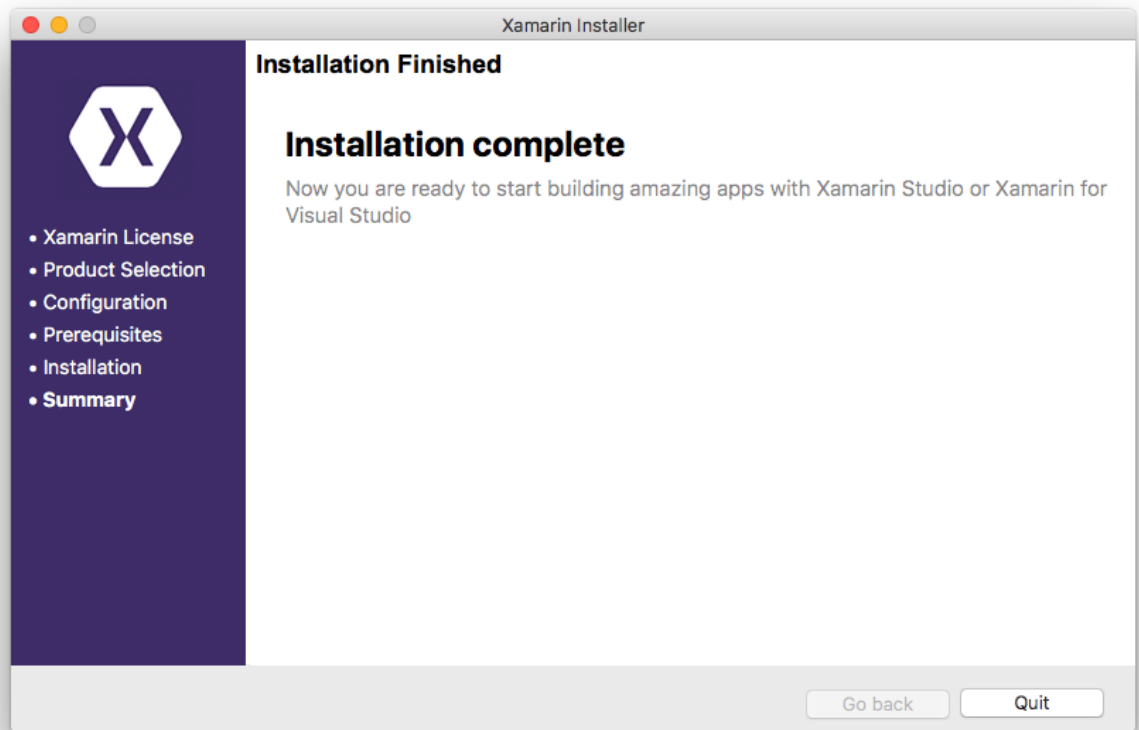 Xamarin Installer
Installation Finished
Installation complete
Now you are ready to start building amazing apps with Xamarin Studio or Xamarin for
Visual Studio
• Xamarin License
• Product Selection
• Configuration
• Prerequisites
• Installation
• Summary
Go back
Quit